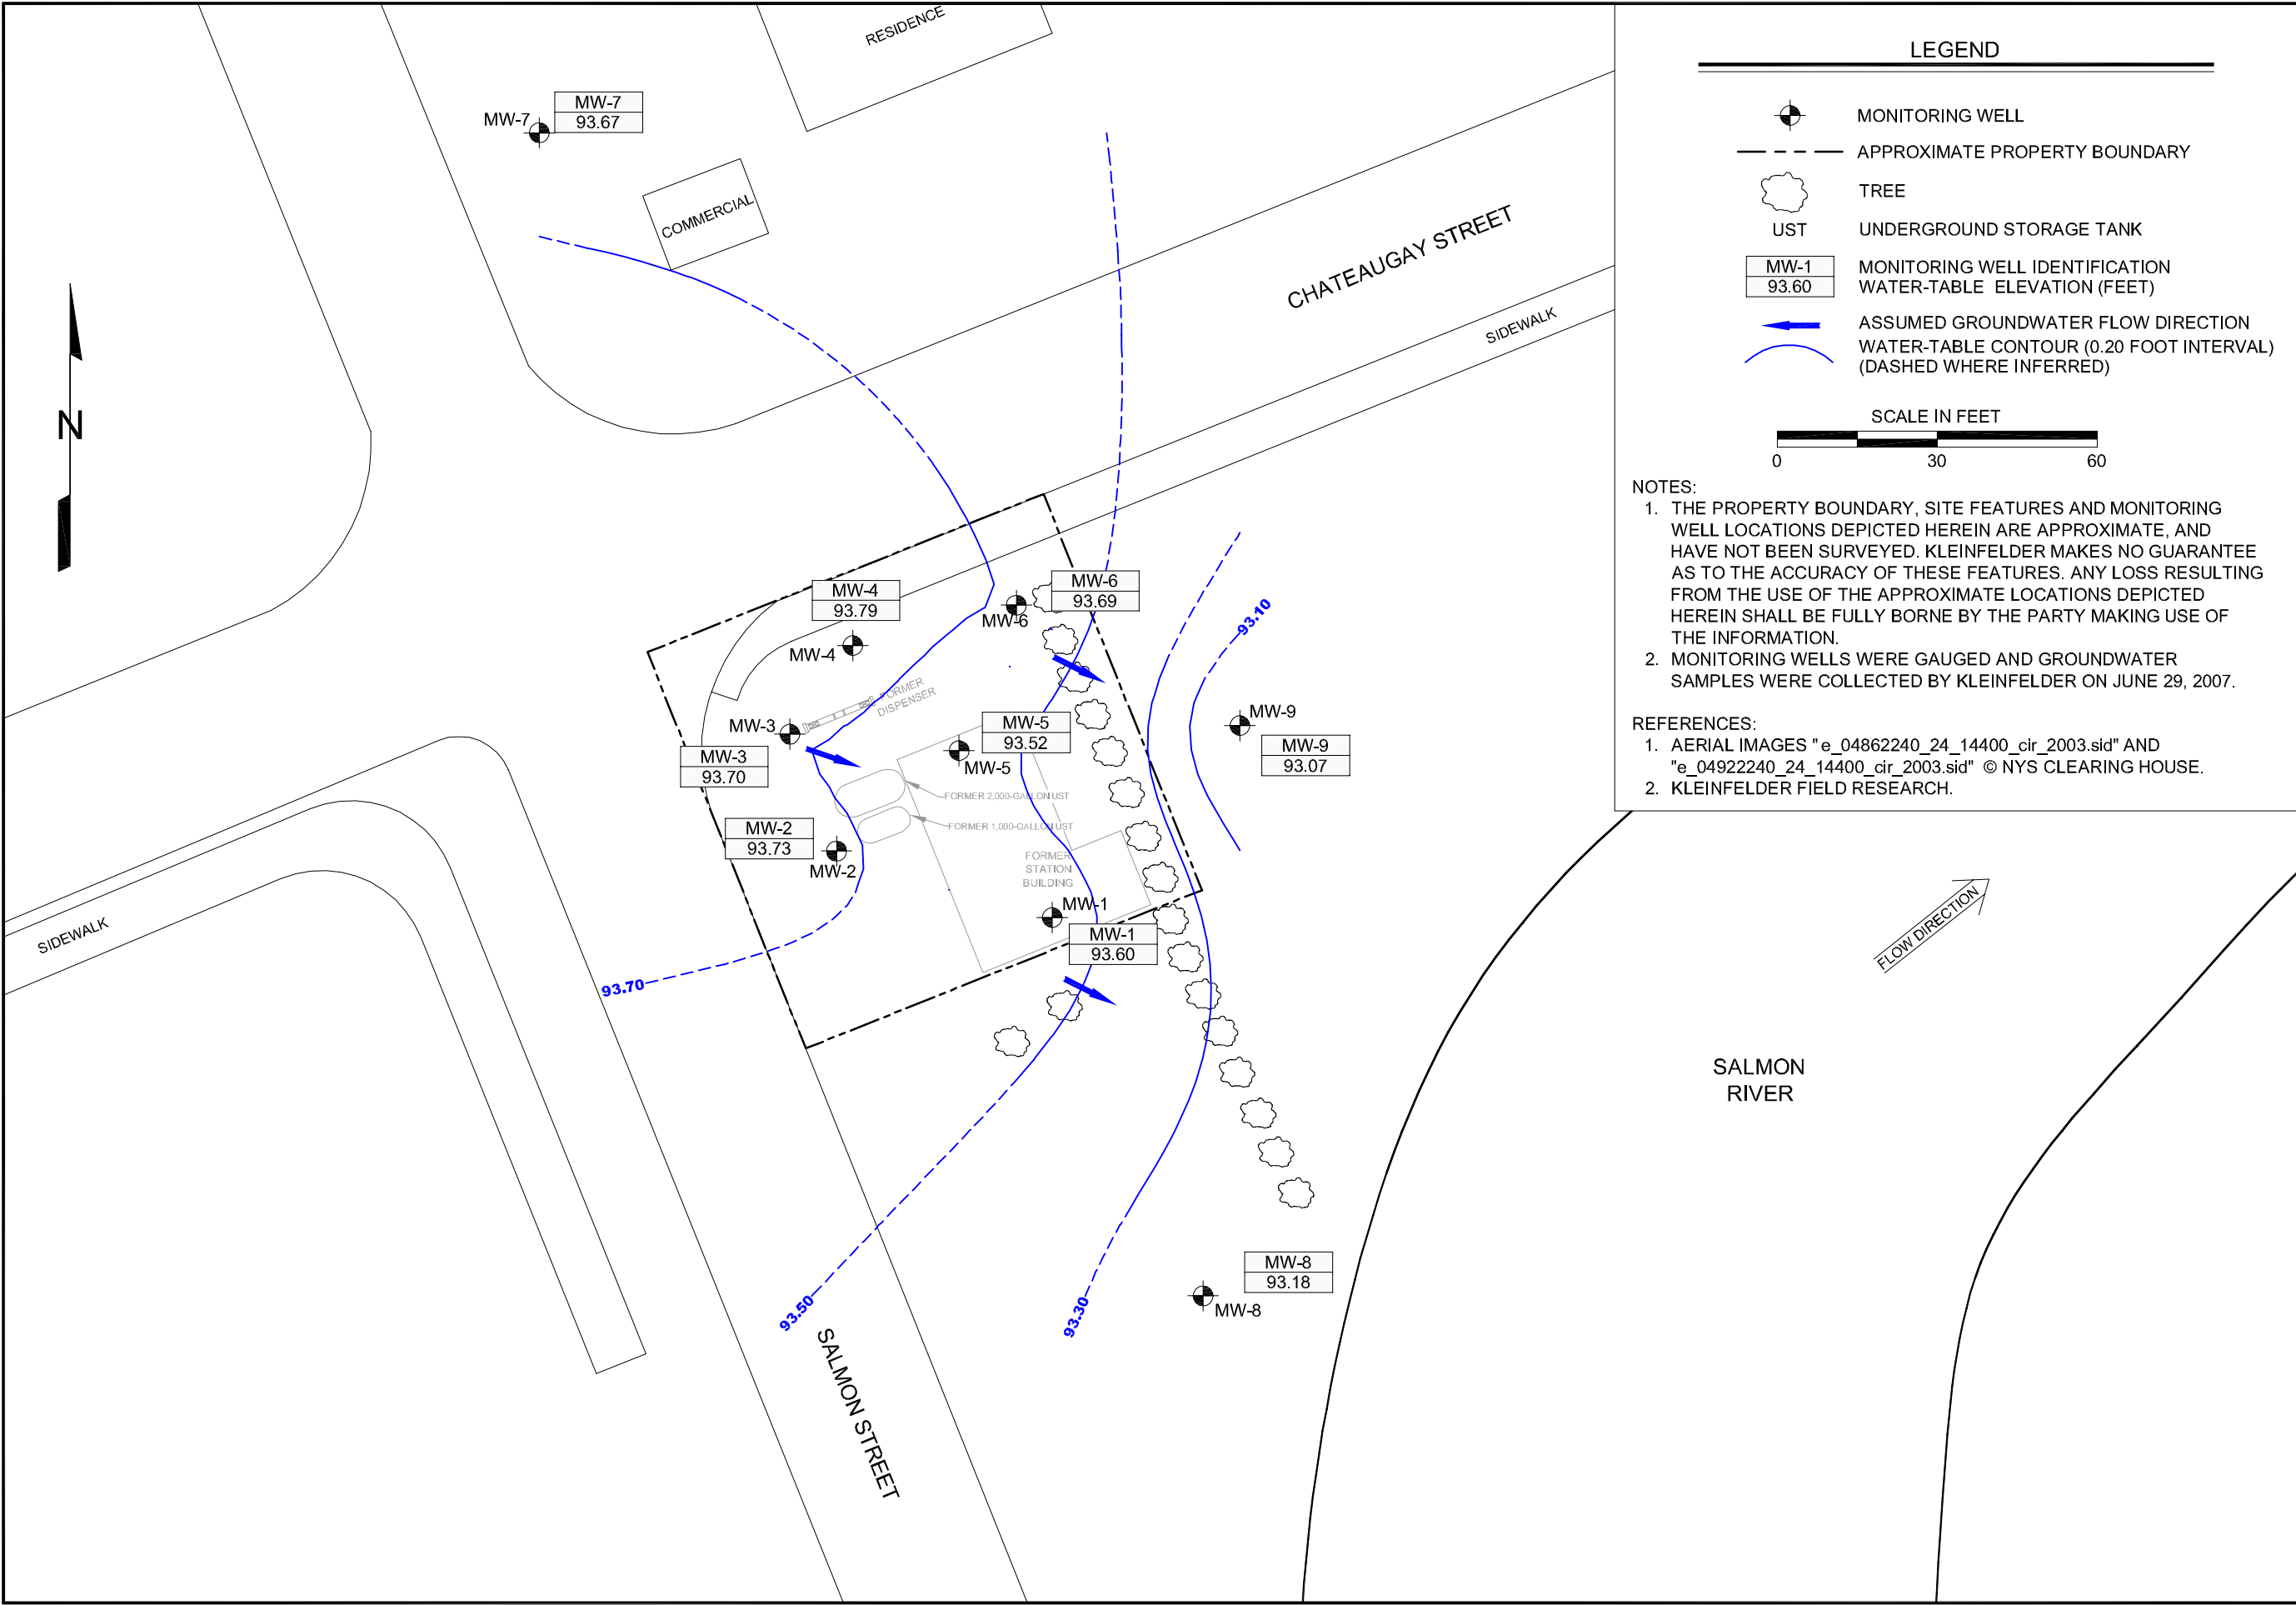 RESIDENCE
MW-7
MW-7
93.67
COMMERCIAL
CHATEAUGAY STREET
SIDEWALK
N
MW-4
93.79
MW-4
MW-6
93.69
MW-6
93.10
FORMER
DISPENSER
MW-3
MW-3
93.70
MW-5
93.52
MW-5
MW-9
MW-9
93.07
FORMER 2,000-GALLON UST
FORMER 1,000-GALLON UST
MW-2
93.73
MW-2
FORMER
STATION
BUILDING
MW-1
MW-1
93.60
SIDEWALK
93.70
93.50
93.30
MW-8
93.18
MW-8
SALMON STREET
FLOW DIRECTION
SALMON
RIVER
LEGEND
MONITORING WELL
APPROXIMATE PROPERTY BOUNDARY
TREE
UST UNDERGROUND STORAGE TANK
MW-1
93.60
MONITORING WELL IDENTIFICATION
WATER-TABLE ELEVATION (FEET)
ASSUMED GROUNDWATER FLOW DIRECTION
WATER-TABLE CONTOUR (0.20 FOOT INTERVAL)
(DASHED WHERE INFERRED)
SCALE IN FEET
0 30 60
NOTES:
1. THE PROPERTY BOUNDARY, SITE FEATURES AND MONITORING
WELL LOCATIONS DEPICTED HEREIN ARE APPROXIMATE, AND
HAVE NOT BEEN SURVEYED. KLEINFELDER MAKES NO GUARANTEE
AS TO THE ACCURACY OF THESE FEATURES. ANY LOSS RESULTING
FROM THE USE OF THE APPROXIMATE LOCATIONS DEPICTED
HEREIN SHALL BE FULLY BORNE BY THE PARTY MAKING USE OF
THE INFORMATION.
2. MONITORING WELLS WERE GAUGED AND GROUNDWATER
SAMPLES WERE COLLECTED BY KLEINFELDER ON JUNE 29, 2007.
REFERENCES:
1. AERIAL IMAGES "e_04862240_24_14400_cir_2003.sid" AND
"e_04922240_24_14400_cir_2003.sid" © NYS CLEARING HOUSE.
2. KLEINFELDER FIELD RESEARCH.